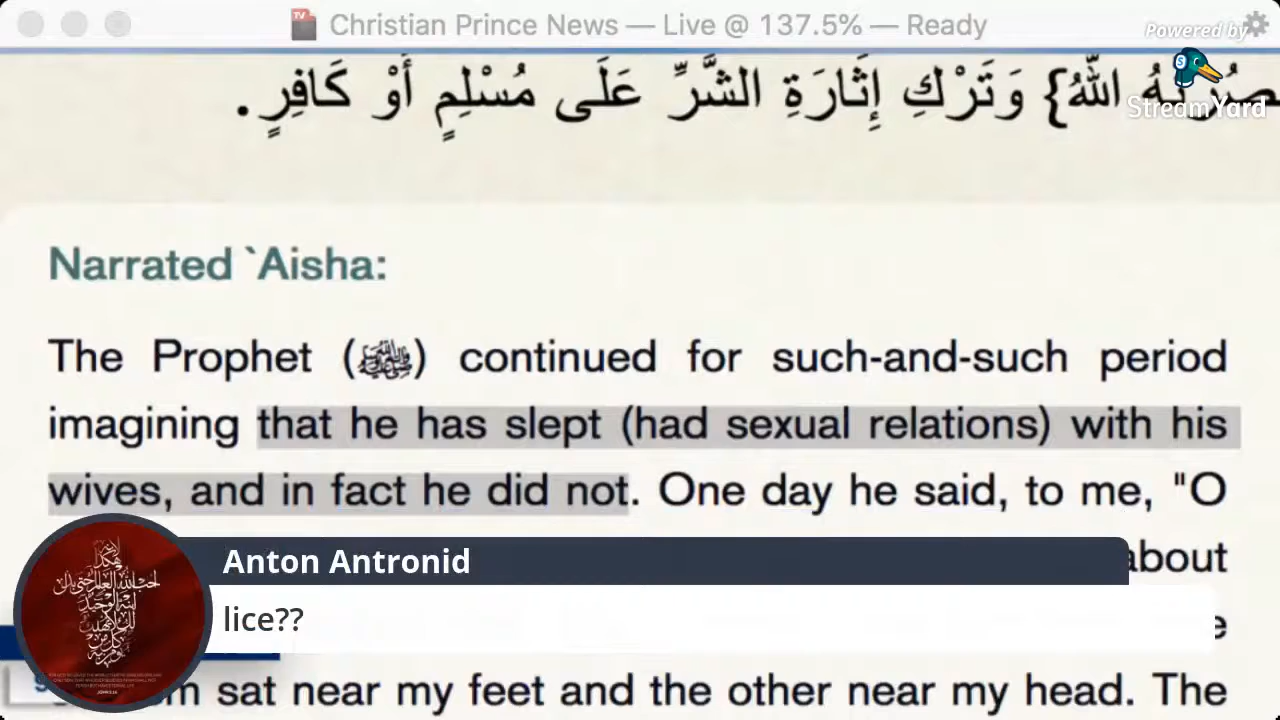 Christian Prince News — Live @ 137.5% — Ready
Powered by
StreamYard
اللَّهُ} وَتَرْكِ إِثَارَةِ الشَّرِّ عَلَى مُسْلِمٍ أَوْ كَافِرٍ .
Narrated `Aisha:
The Prophet (ﷺ) continued for such-and-such period
imagining that he has slept (had sexual relations) with his
wives, and in fact he did not. One day he said, to me, "O
about
Anton Antronid
lice??
sat near my feet and the other near my head. The